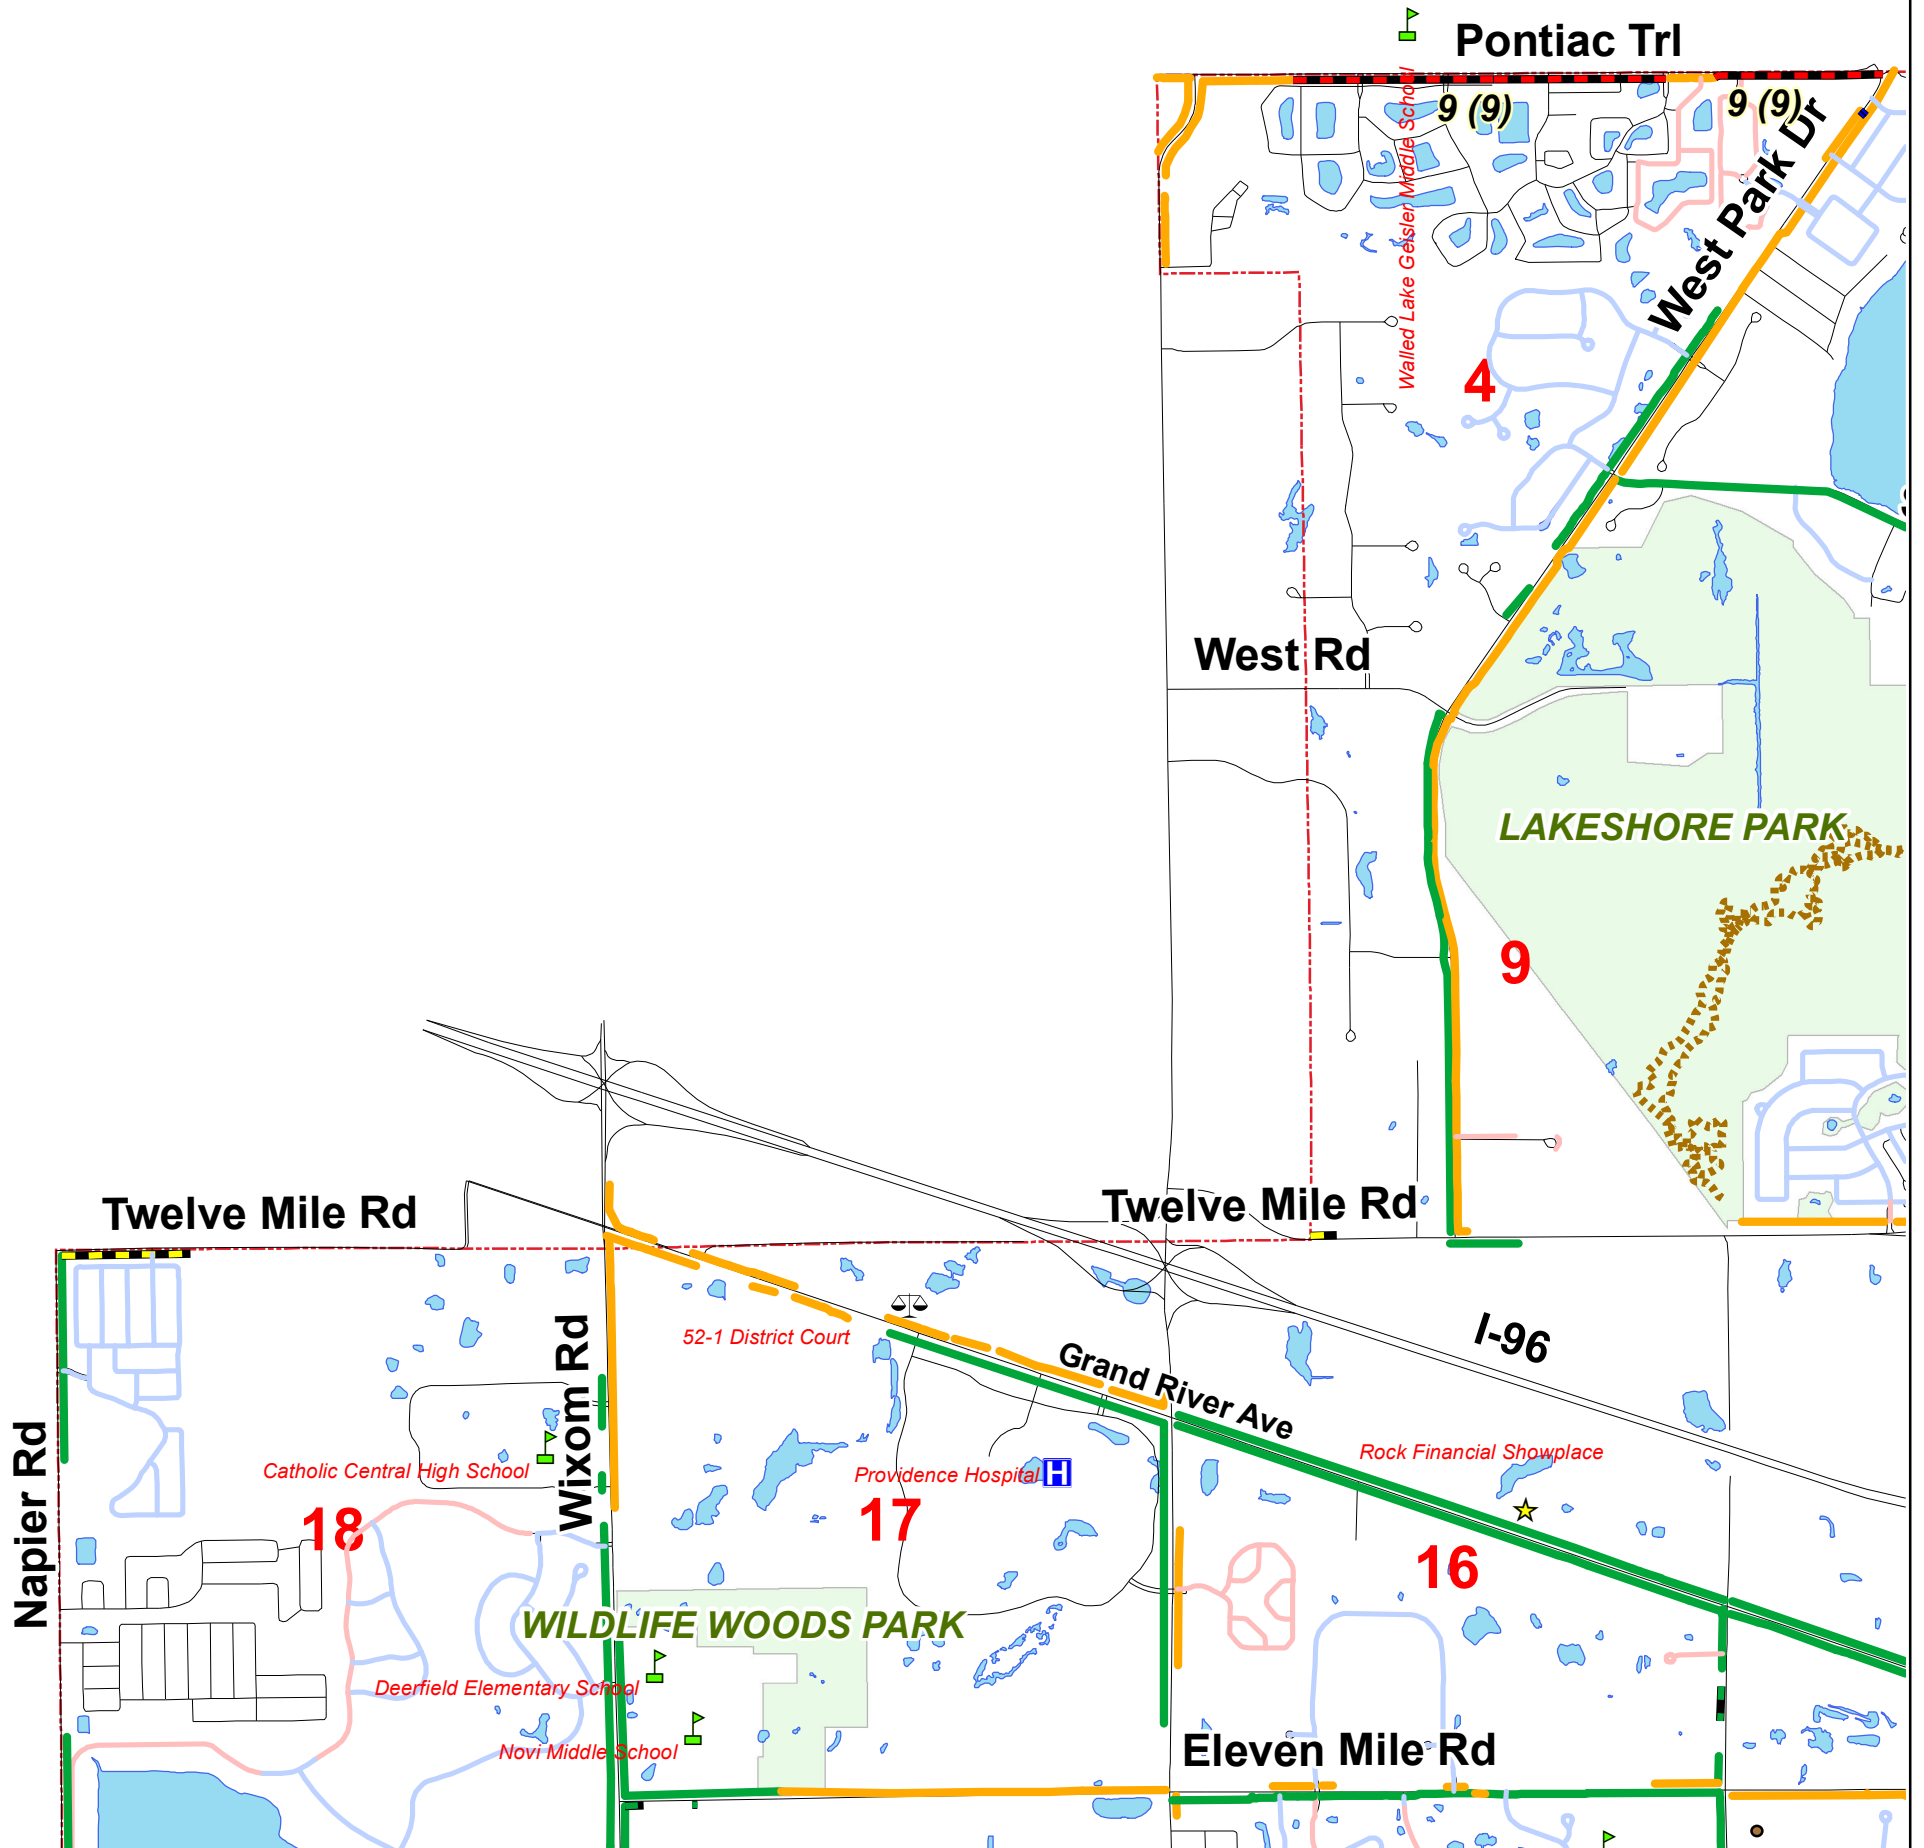 Pontiac Trl
9 (9)
9 (9)
West Park Dr
Walled Lake Geisler Middle School
4
West Rd
LAKESHORE PARK
9
Twelve Mile Rd
Twelve Mile Rd
I-96
52-1 District Court
Grand River Ave
Wixom Rd
Napier Rd
Catholic Central High School
Providence Hospital
H
Rock Financial Showplace
18
17
16
WILDLIFE WOODS PARK
Deerfield Elementary School
Novi Middle School
Eleven Mile Rd